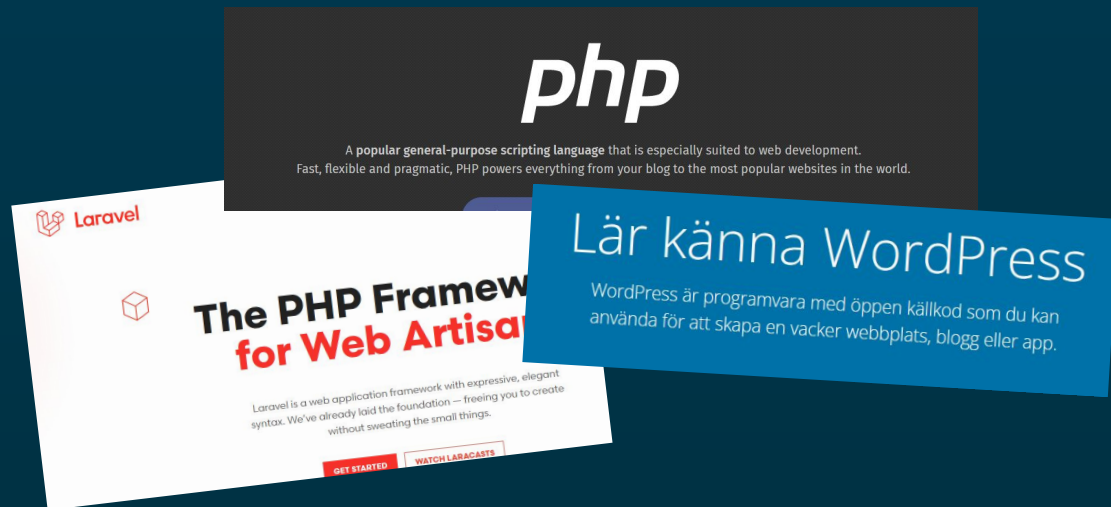 php
A popular general-purpose scripting language that is especially suited to web development.
Fast, flexible and pragmatic, PHP powers everything from your blog to the most popular websites in the world.
Laravel
The PHP Framew
for Web Artisa
Laravel is a web application framework with expressive, elegant
syntax. We've already laid the foundation — freeing you to create
without sweating the small things.
GET STARTED
WATCH LARACASTS
Lär känna WordPress
WordPress är programvara med öppen källkod som du kan
använda för att skapa en vacker webbplats, blogg eller app.